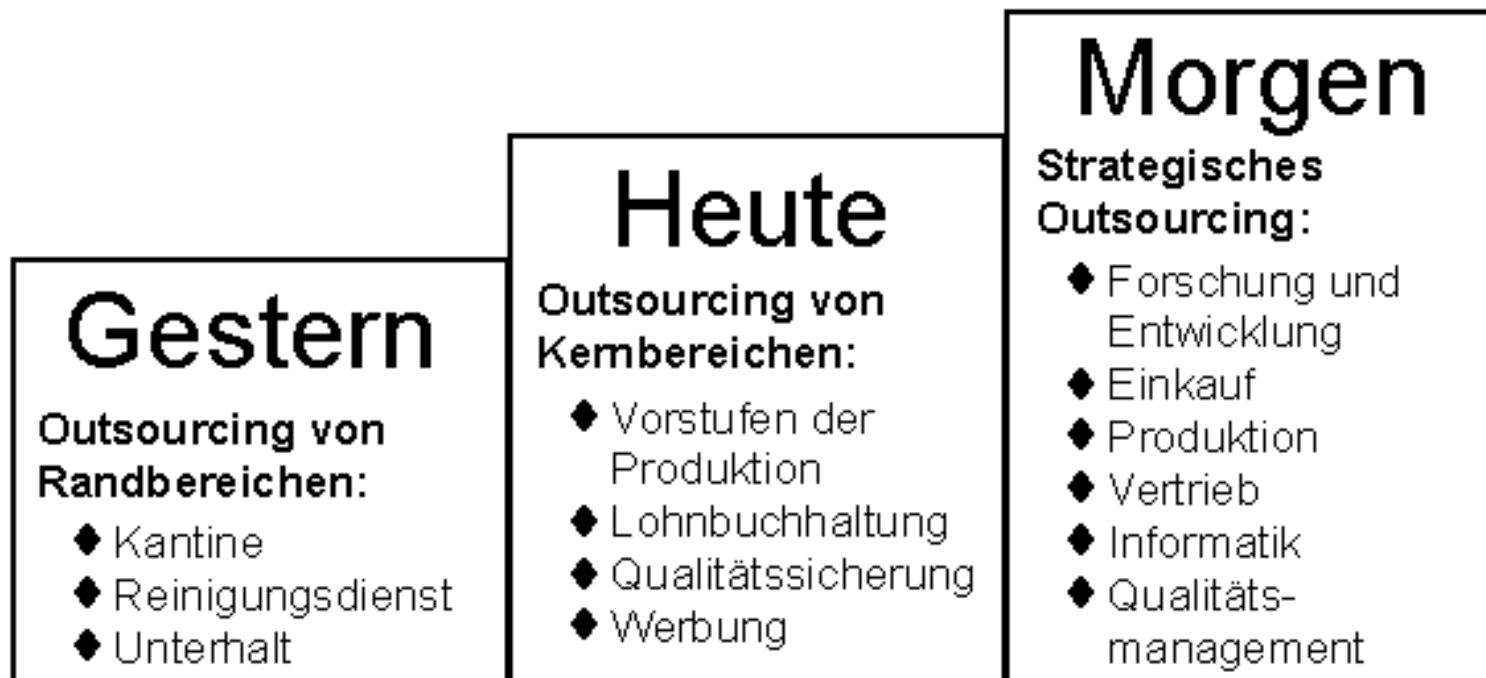 Gestern
Outsourcing von
Randbereichen:
♦ Kantine
♦ Reinigungsdienst
♦ Unterhalt
Heute
Outsourcing von
Kernbereichen:
♦ Vorstufen der
Produktion
♦ Lohnbuchhaltung
♦ Qualitätssicherung
♦ Werbung
Morgen
Strategisches
Outsourcing:
♦ Forschung und
Entwicklung
♦ Einkauf
♦ Produktion
♦ Vertrieb
♦ Informatik
♦ Qualitäts-
management